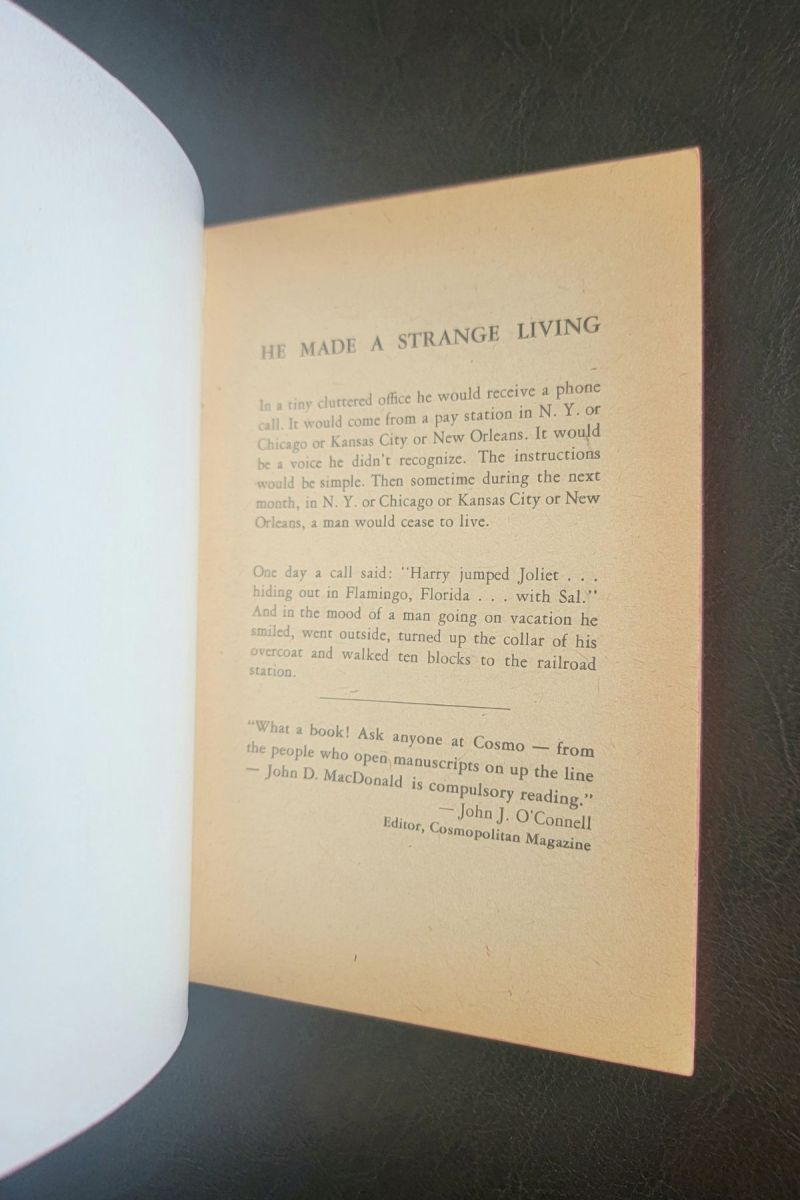 HE MADE A STRANGE LIVING
In a tiny cluttered office he would receive a phone
call. It would come from a pay station in N. Y. or
Chicago or Kansas City or New Orleans. It would
be a voice he didn't recognize. The instructions
would be simple. Then sometime during the next
month, in N. Y. or Chicago or Kansas City or New
Orleans, a man would cease to live.
One day a call said: "Harry jumped Joliet . . .
hiding out in Flamingo, Florida . . . with Sal."
And in the mood of a man going on vacation he
smiled, went outside, turned up the collar of his
overcoat and walked ten blocks to the railroad
station.
"What a book! Ask anyone at Cosmo — from
the people who open manuscripts on up the line
— John D. MacDonald is compulsory reading."
— John J. O'Connell
Editor, Cosmopolitan Magazine